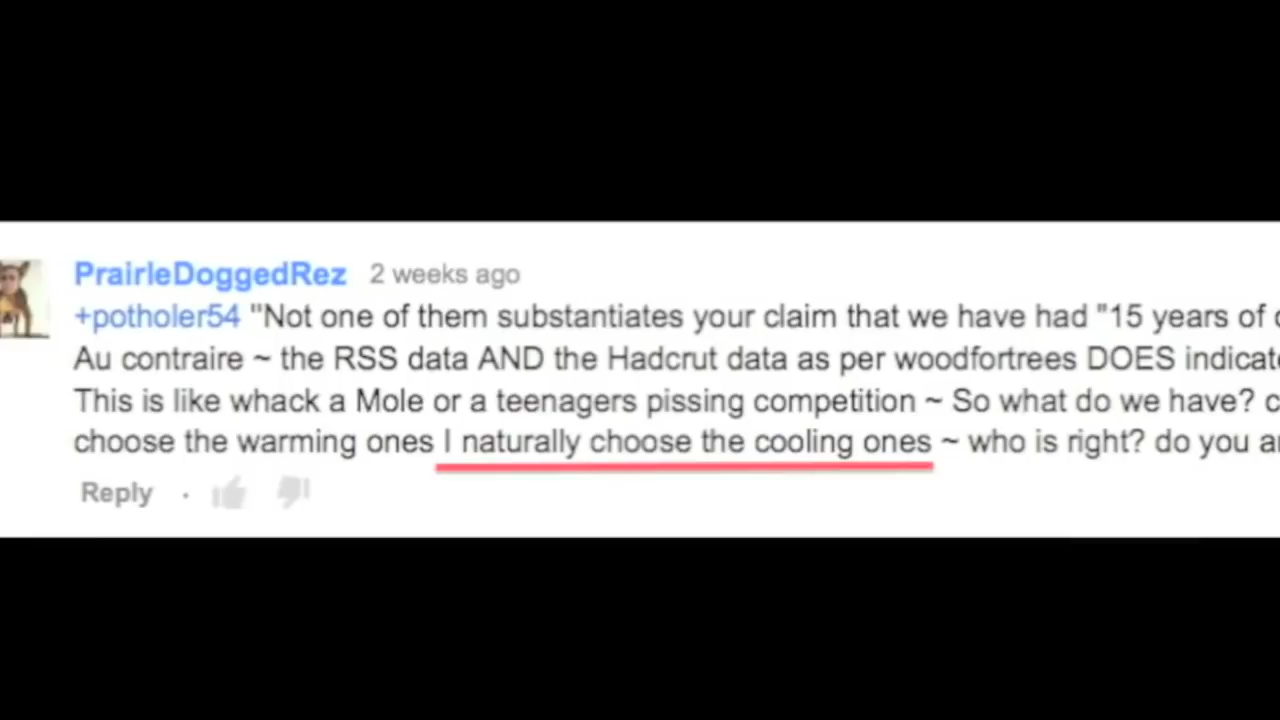 PrairleDoggedRez 2 weeks ago
+potholer54 "Not one of them substantiates your claim that we have had "15 years of
Au contraire ~ the RSS data AND the Hadcrut data as per woodfortrees DOES
This is like whack a Mole or a teenagers pissing competition ~ So what do we have?
choose the warming ones I naturally choose the cooling ones ~ who is right? do you
Reply ·